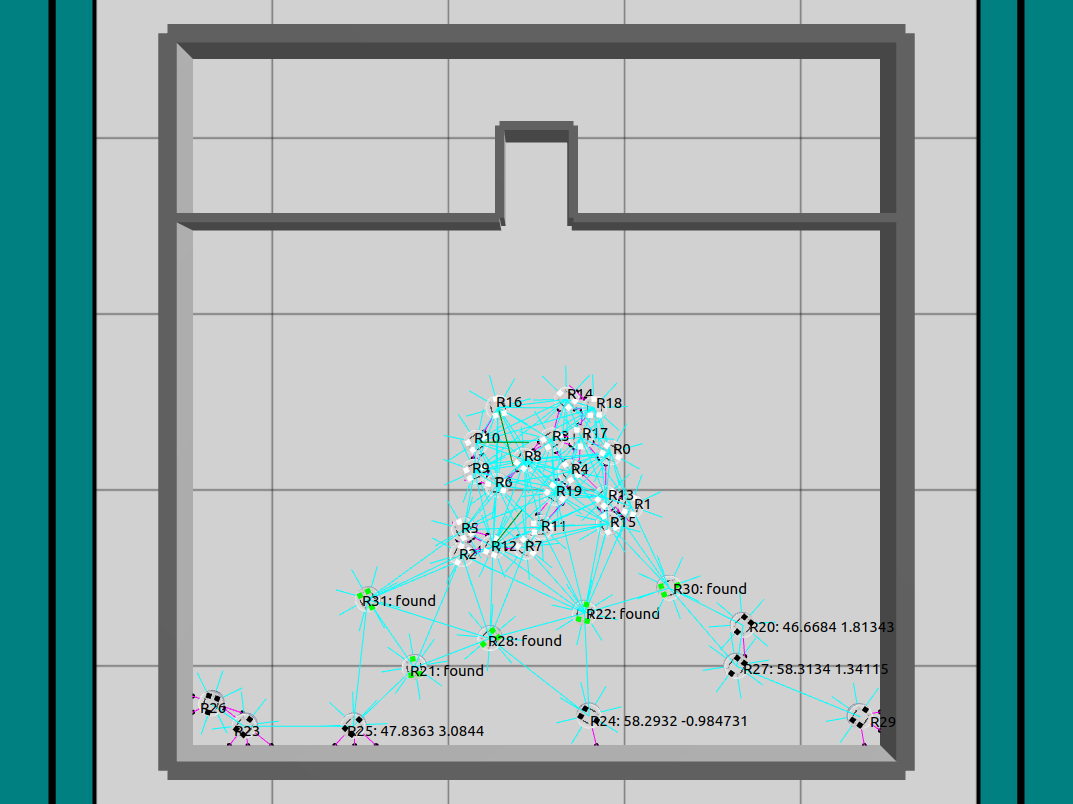 R14
R16
R18
R17
R3
R10
R0
R8
R9
R4
R6
R19
R13
R1
R15
R5
R11
R12
R7
R2
R30: found
R31: found
R22: found
R20: 46.6684 1.81343
R28: found
R27: 58.3134 1.34115
R21: found
R26
R24: 58.2932 -0.984731
R29
R23
R25: 47.8363 3.0844